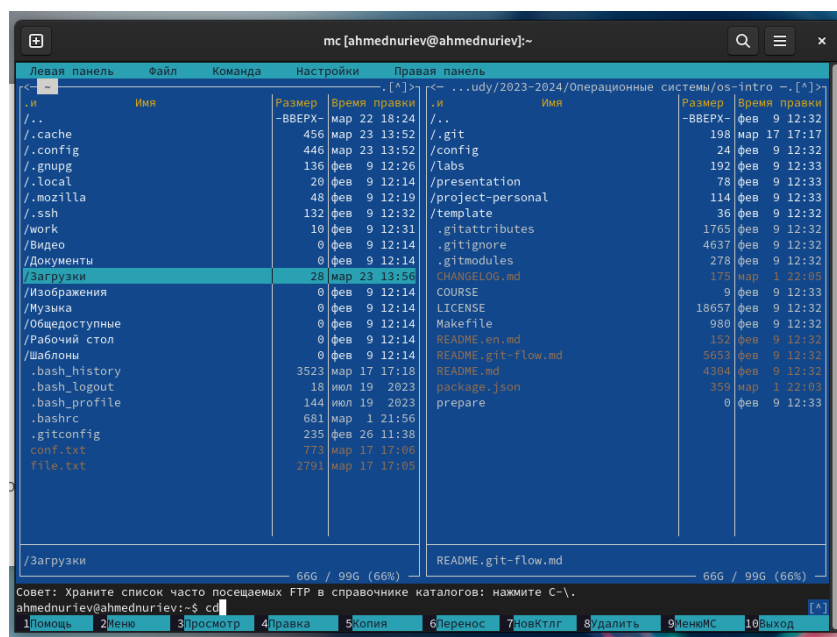 mc [ahmednuriev@ahmednuriev]:~
Левая панель Файл Команда Настройки Правая панель
<— ~ .[^]>
.и Имя Размер Время правки
/.. -ВВЕРХ- мар 22 18:24
/.cache 456 мар 23 13:52
/.config 446 мар 23 13:52
/.gnupg 136 фев 9 12:26
/.local 20 фев 9 12:14
/.mozilla 48 фев 9 12:19
/.ssh 132 фев 9 12:32
/work 10 фев 9 12:31
/Видео 0 фев 9 12:14
/Документы 0 фев 9 12:14
/Загрузки 28 мар 23 13:56
/Изображения 0 фев 9 12:14
/Музыка 0 фев 9 12:14
/Общедоступные 0 фев 9 12:14
/Рабочий стол 0 фев 9 12:14
/Шаблоны 0 фев 9 12:14
.bash_history 3523 мар 17 17:18
.bash_logout 18 июл 19 2023
.bash_profile 144 июл 19 2023
.bashrc 681 мар 1 21:56
.gitconfig 235 фев 26 11:38
conf.txt 773 мар 17 17:06
file.txt 2791 мар 17 17:05
/Загрузки
66G / 99G (66%)
<— ...udy/2023-2024/Операционные системы/os-intro —.[^]>
.и Имя Размер Время правки
/.. -ВВЕРХ- фев 9 12:32
/.git 198 мар 17 17:17
/config 24 фев 9 12:32
/labs 192 фев 9 12:33
/presentation 78 фев 9 12:33
/project-personal 114 фев 9 12:33
/template 36 фев 9 12:32
.gitattributes 1765 фев 9 12:32
.gitignore 4637 фев 9 12:32
.gitmodules 278 фев 9 12:32
CHANGELOG.md 175 мар 1 22:05
COURSE 9 фев 9 12:33
LICENSE 18657 фев 9 12:32
Makefile 980 фев 9 12:32
README.en.md 152 фев 9 12:32
README.git-flow.md 5653 фев 9 12:32
README.md 4304 фев 9 12:32
package.json 359 мар 1 22:03
prepare 0 фев 9 12:33
README.git-flow.md
66G / 99G (66%)
Совет: Храните список часто посещаемых FTP в справочнике каталогов: нажмите C-\.
ahmednuriev@ahmednuriev:~$ cd [^]
1Помощь 2Меню 3Просмотр 4Правка 5Копия 6Перенос 7НовКтлг 8Удалить 9МенюМС 10Выход